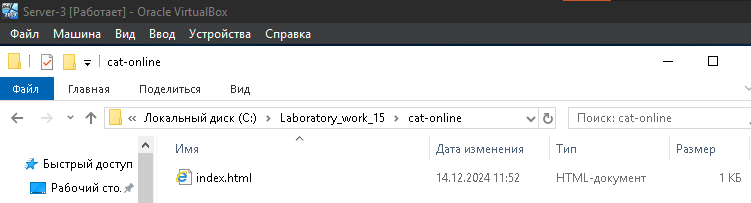 Server-3 [Работает] - Oracle VirtualBox
Файл Машина Вид Ввод Устройства Справка
cat-online
Файл Главная Поделиться Вид
« Локальный диск (C:) › Laboratory_work_15 › cat-online
Поиск: cat-online
Имя Дата изменения Тип Размер
Быстрый доступ
index.html 14.12.2024 11:52 HTML-документ 1 КБ
Рабочий сто.